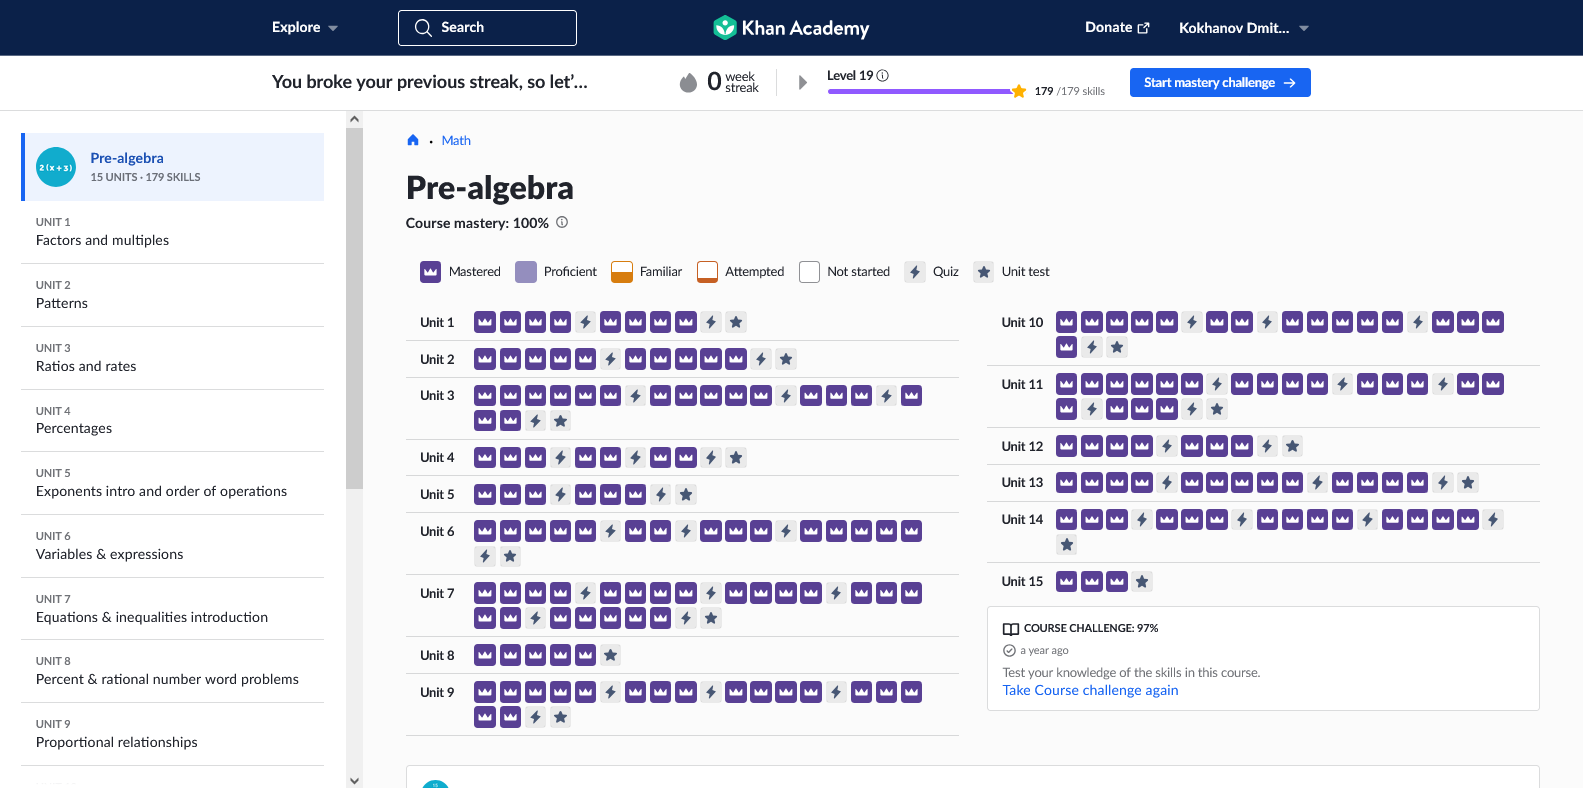 Explore
Search
Khan Academy
Donate
Kokhanov Dmit...
You broke your previous streak, so let'...
0 week streak
Level 19
179 /179 skills
Start mastery challenge
2(x+3)
Pre-algebra
15 UNITS · 179 SKILLS
UNIT 1
Factors and multiples
UNIT 2
Patterns
UNIT 3
Ratios and rates
UNIT 4
Percentages
UNIT 5
Exponents intro and order of operations
UNIT 6
Variables & expressions
UNIT 7
Equations & inequalities introduction
UNIT 8
Percent & rational number word problems
UNIT 9
Proportional relationships
Math
Pre-algebra
Course mastery: 100%
Mastered
Proficient
Familiar
Attempted
Not started
Quiz
Unit test
Unit 1
Unit 2
Unit 3
Unit 4
Unit 5
Unit 6
Unit 7
Unit 8
Unit 9
Unit 10
Unit 11
Unit 12
Unit 13
Unit 14
Unit 15
COURSE CHALLENGE: 97%
a year ago
Test your knowledge of the skills in this course.
Take Course challenge again